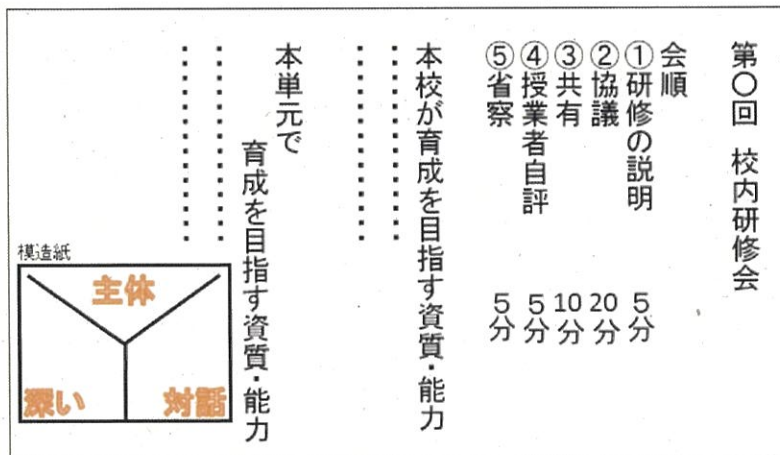 第〇回 校内研修会
会順
①研修の説明 5分
②協議 20分
③共有 10分
④授業者自評 5分
⑤省察 5分
本校が育成を目指す資質・能力
・・・・・・・・・・・・
・・・・・・・・・・・・
本単元で
育成を目指す資質・能力
・・・・・・・・・・・・
・・・・・・・・・・・・
模造紙
主体
対話
深い